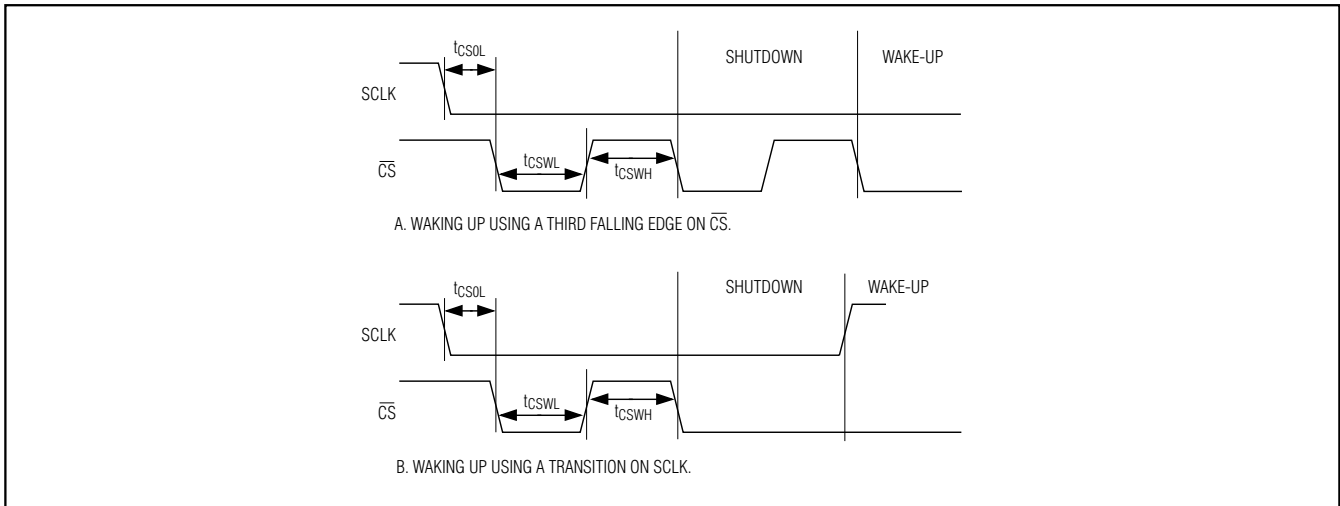 tCS0L
SHUTDOWN
WAKE-UP
SCLK
CS
tCSWL
tCSWH
A. WAKING UP USING A THIRD FALLING EDGE ON CS.
tCS0L
SHUTDOWN
WAKE-UP
SCLK
CS
tCSWL
tCSWH
B. WAKING UP USING A TRANSITION ON SCLK.